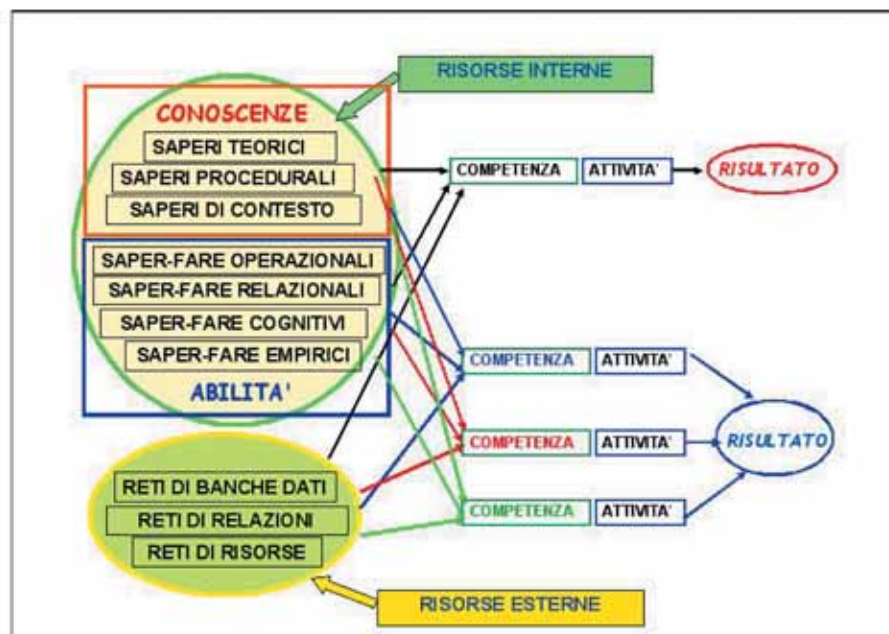 RISORSE INTERNE
CONOSCENZE
SAPERI TEORICI
SAPERI PROCEDURALI
SAPERI DI CONTESTO
SAPER-FARE OPERAZIONALI
SAPER-FARE RELAZIONALI
SAPER-FARE COGNITIVI
SAPER-FARE EMPIRICI
ABILITA'
RETI DI BANCHE DATI
RETI DI RELAZIONI
RETI DI RISORSE
RISORSE ESTERNE
COMPETENZA ATTIVITA' RISULTATO
COMPETENZA ATTIVITA'
COMPETENZA ATTIVITA' RISULTATO
COMPETENZA ATTIVITA'